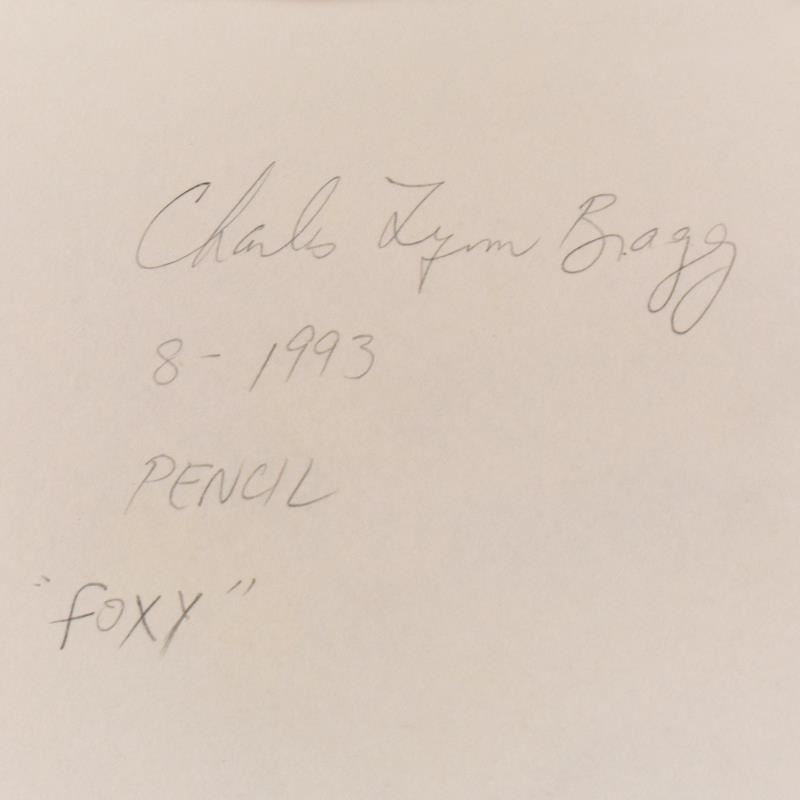 Charles Lynn Bragg
8- 1993
PENCIL
"FOXY"